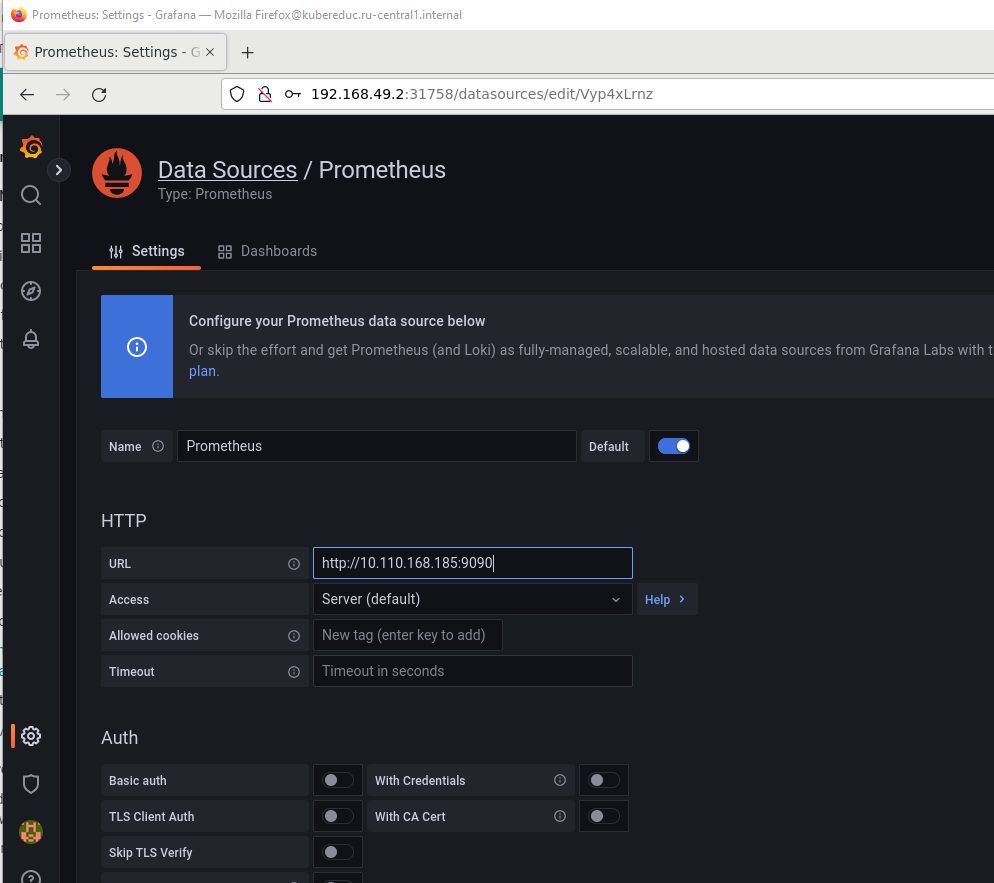 Prometheus: Settings - Grafana — Mozilla Firefox@kubereduc.ru-central1.internal
Prometheus: Settings - G
192.168.49.2:31758/datasources/edit/Vyp4xLrnz
Data Sources / Prometheus
Type: Prometheus
Settings Dashboards
Configure your Prometheus data source below
Or skip the effort and get Prometheus (and Loki) as fully-managed, scalable, and hosted data sources from Grafana Labs with
plan.
Name Prometheus Default
HTTP
URL http://10.110.168.185:9090
Access Server (default) Help
Allowed cookies New tag (enter key to add)
Timeout Timeout in seconds
Auth
Basic auth With Credentials
TLS Client Auth With CA Cert
Skip TLS Verify